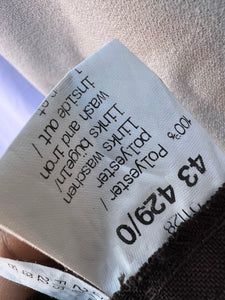 43 429/0
100%
Polyester /
polyester
links waschen
links bügeln/
wash and iron
inside out /